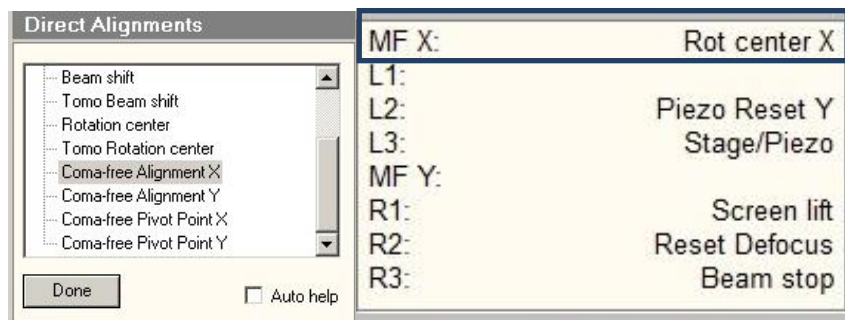 Direct Alignments
Beam shift
Tomo Beam shift
Rotation center
Tomo Rotation center
Coma-free Alignment X
Coma-free Alignment Y
Coma-free Pivot Point X
Coma-free Pivot Point Y
Done
Auto help
MF X: Rot center X
L1:
L2: Piezo Reset Y
L3: Stage/Piezo
MF Y:
R1: Screen lift
R2: Reset Defocus
R3: Beam stop